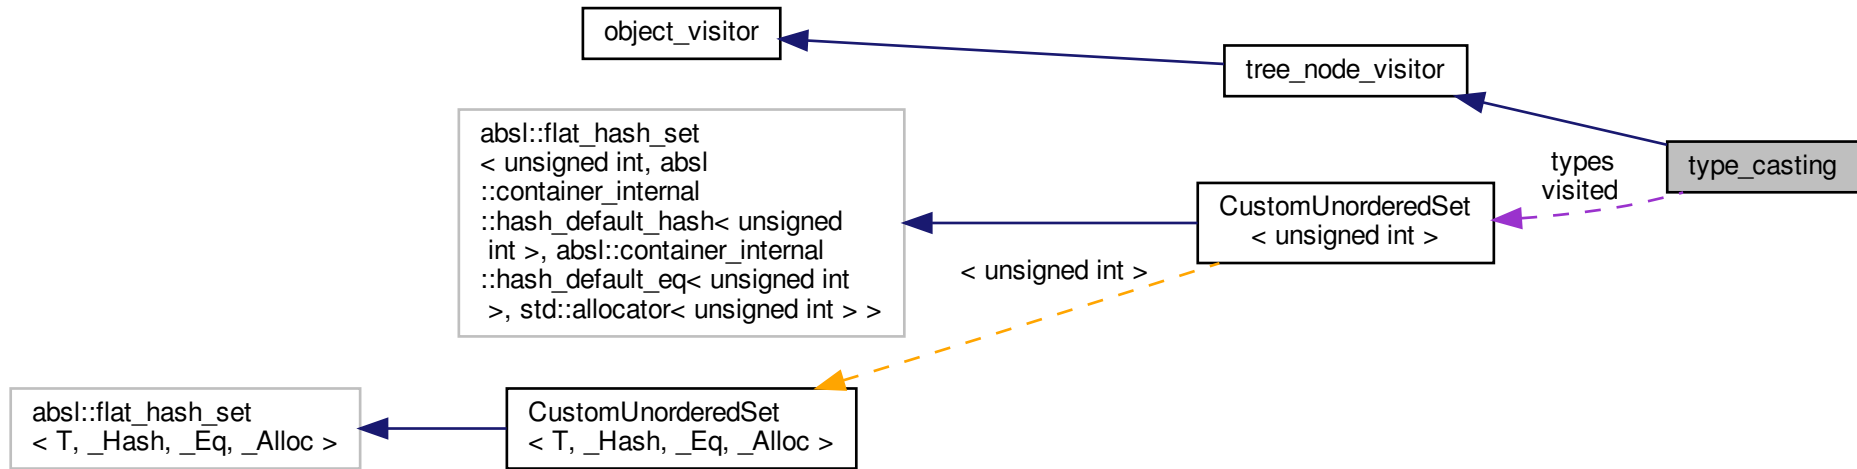 object_visitor
tree_node_visitor
absl::flat_hash_set
< unsigned int, absl
::container_internal
::hash_default_hash< unsigned
int >, absl::container_internal
::hash_default_eq< unsigned int
>, std::allocator< unsigned int > >
types
visited
type_casting
CustomUnorderedSet
< unsigned int >
< unsigned int >
absl::flat_hash_set
< T, _Hash, _Eq, _Alloc >
CustomUnorderedSet
< T, _Hash, _Eq, _Alloc >